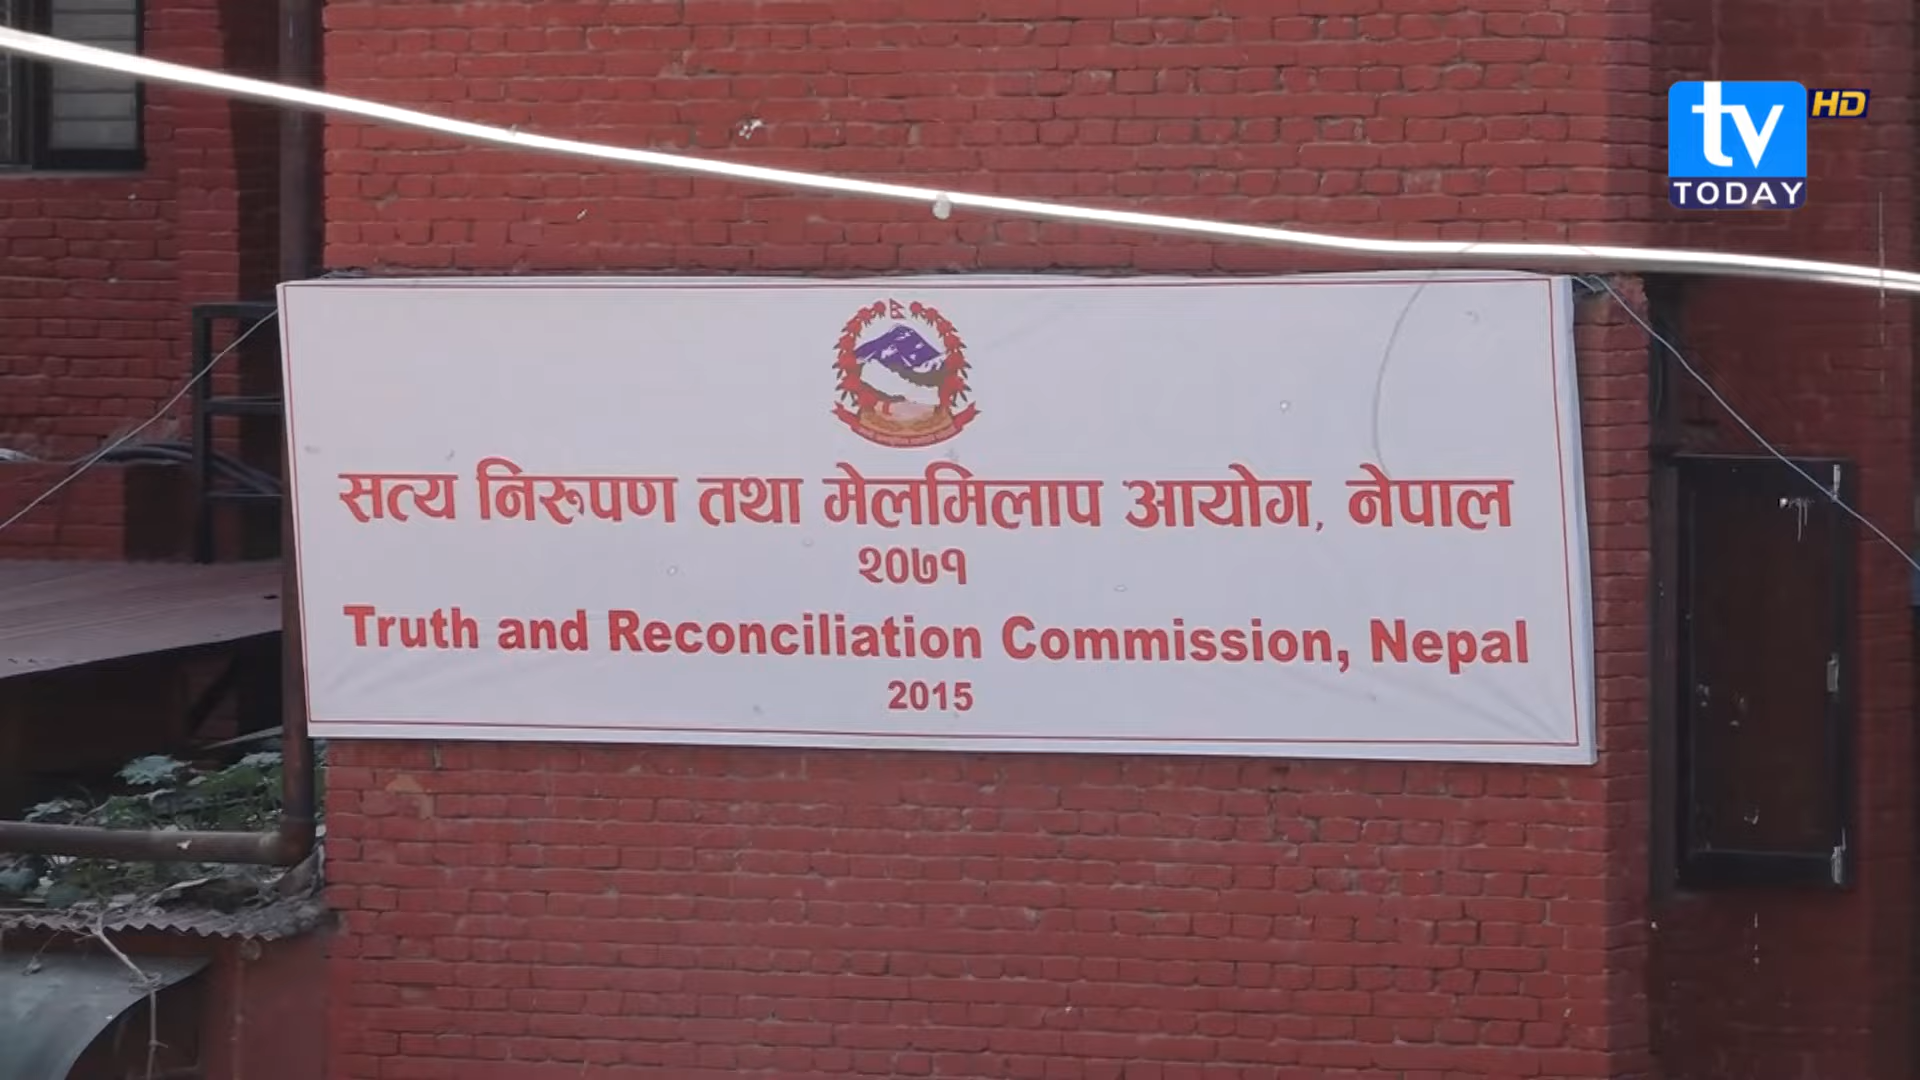 tv HD
TODAY
सत्य निरुपण तथा मेलमिलाप आयोग, नेपाल
२०७१
Truth and Reconciliation Commission, Nepal
2015